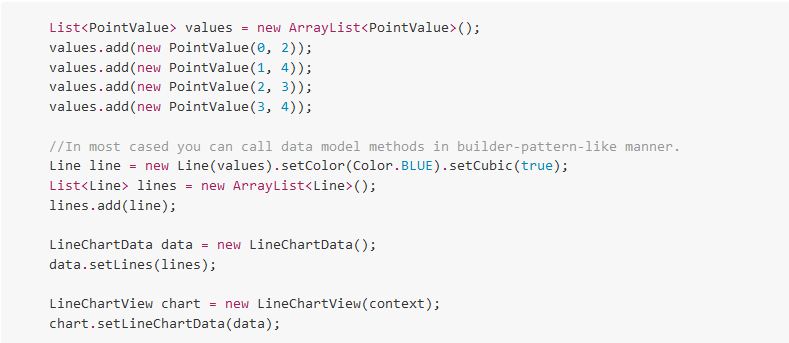 List<PointValue> values = new ArrayList<PointValue>();
values.add(new PointValue(0, 2));
values.add(new PointValue(1, 4));
values.add(new PointValue(2, 3));
values.add(new PointValue(3, 4));
//In most cased you can call data model methods in builder-pattern-like manner.
Line line = new Line(values).setColor(Color.BLUE).setCubic(true);
List<Line> lines = new ArrayList<Line>();
lines.add(line);
LineChartData data = new LineChartData();
data.setLines(lines);
LineChartView chart = new LineChartView(context);
chart.setLineChartData(data);